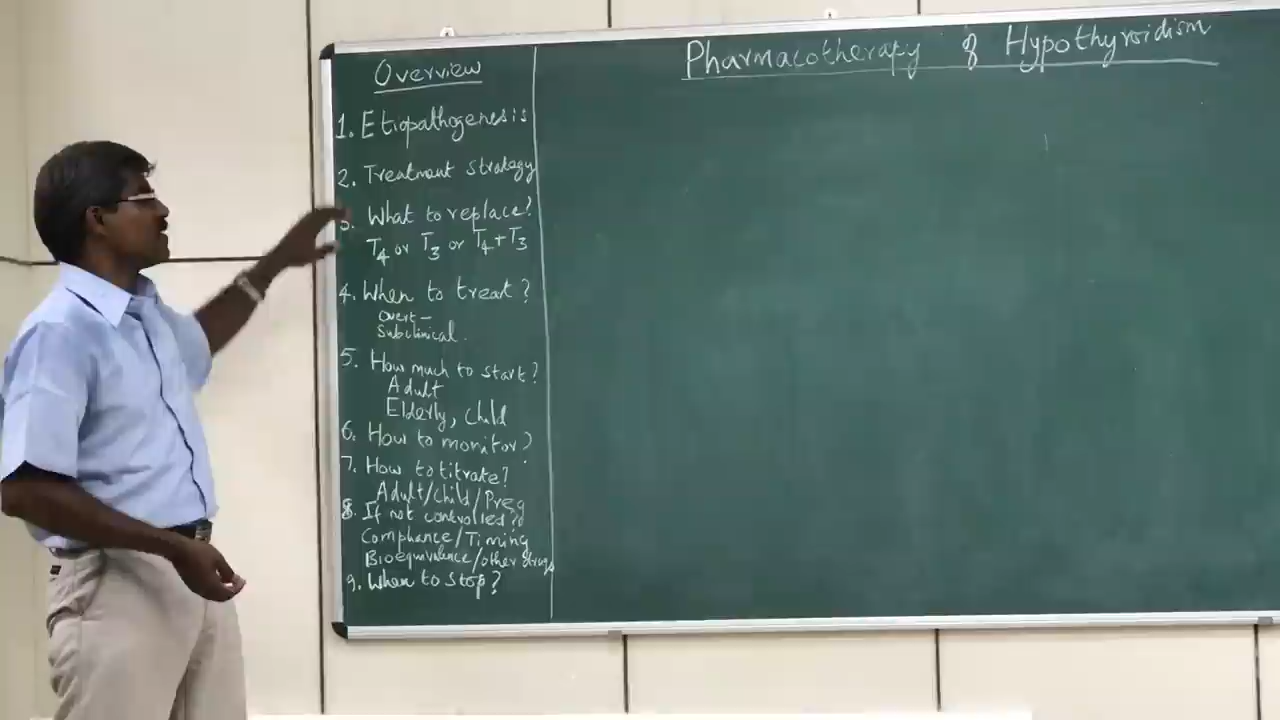 Pharmacotherapy of Hypothyroidism
Overview
1. Etiopathogenesis
2. Treatment strategy
3. What to replace?
T4 or T3 or T4+T3
4. When to treat?
overt -
Subclinical.
5. How much to start?
Adult
Elderly, child
6. How to monitor?
7. How to titrate?
Adult/child/Preg
8. If not controlled?
Compliance/Timing
Bioequivalence/other drugs
9. When to stop?